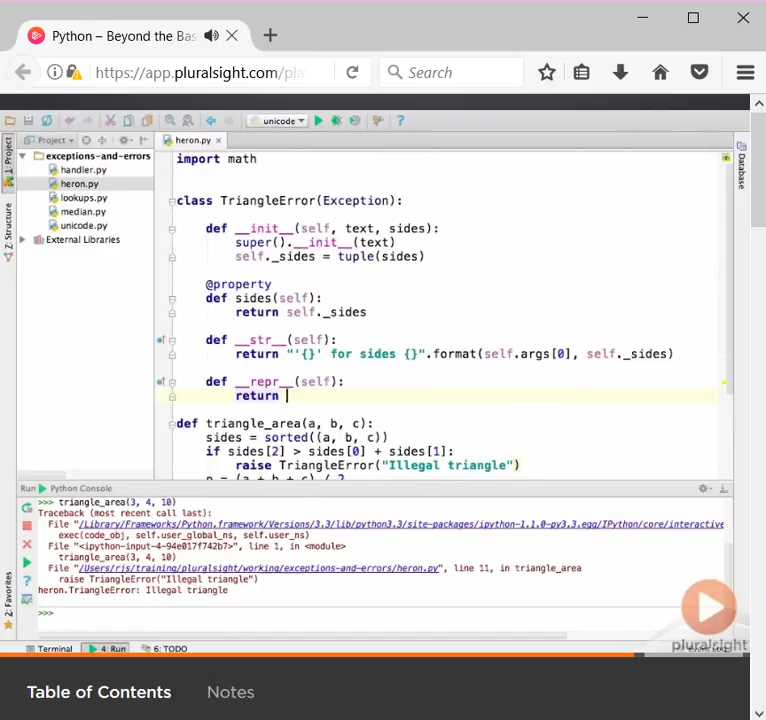 Python – Beyond the Bas
https://app.pluralsight.com/pla
Search
unicode
Project
heron.py
1: Project
Z: Structure
2: Favorites
Database
exceptions-and-errors
handler.py
heron.py
lookups.py
median.py
unicode.py
External Libraries
import math
class TriangleError(Exception):
def __init__(self, text, sides):
super().__init__(text)
self._sides = tuple(sides)
@property
def sides(self):
return self._sides
def __str__(self):
return "'{}' for sides {}".format(self.args[0], self._sides)
def __repr__(self):
return
def triangle_area(a, b, c):
sides = sorted((a, b, c))
if sides[2] > sides[0] + sides[1]:
raise TriangleError("Illegal triangle")
p = (a + b + c) / 2
Run Python Console
>>> triangle_area(3, 4, 10)
Traceback (most recent call last):
File "/Library/Frameworks/Python.framework/Versions/3.3/lib/python3.3/site-packages/ipython-1.1.0-py3.3.egg/IPython/core/interactive
exec(code_obj, self.user_global_ns, self.user_ns)
File "<ipython-input-4-94e017f742b7>", line 1, in <module>
triangle_area(3, 4, 10)
File "/Users/rjs/training/pluralsight/working/exceptions-and-errors/heron.py", line 11, in triangle_area
raise TriangleError("Illegal triangle")
heron.TriangleError: Illegal triangle
>>>
pluralsight
Terminal
4: Run
6: TODO
Table of Contents
Notes